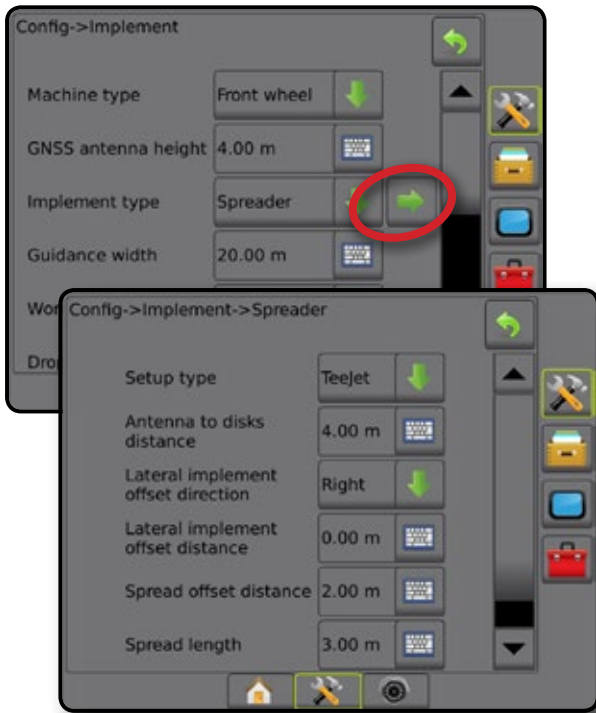 Config->Implement
Machine type Front wheel
GNSS antenna height 4.00 m
Implement type Spreader
Guidance width 20.00 m
Config->Implement->Spreader
Setup type TeeJet
Antenna to disks
distance 4.00 m
Lateral implement
offset direction Right
Lateral implement
offset distance 0.00 m
Spread offset distance 2.00 m
Spread length 3.00 m